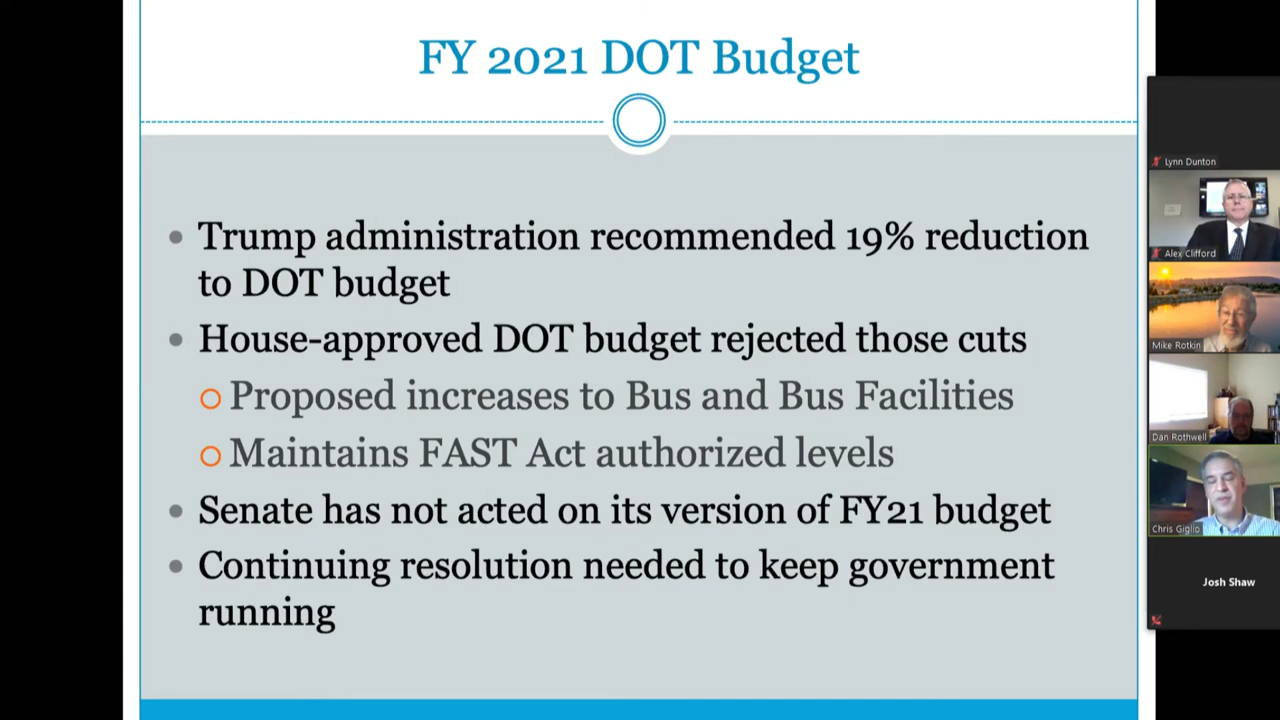 FY 2021 DOT Budget
Trump administration recommended 19% reduction
to DOT budget
House-approved DOT budget rejected those cuts
Proposed increases to Bus and Bus Facilities
Maintains FAST Act authorized levels
Senate has not acted on its version of FY21 budget
Continuing resolution needed to keep government
running
Lynn Dunton
Alex Clifford
Mike Rotkin
Dan Rothwell
Chris Giglio
Josh Shaw